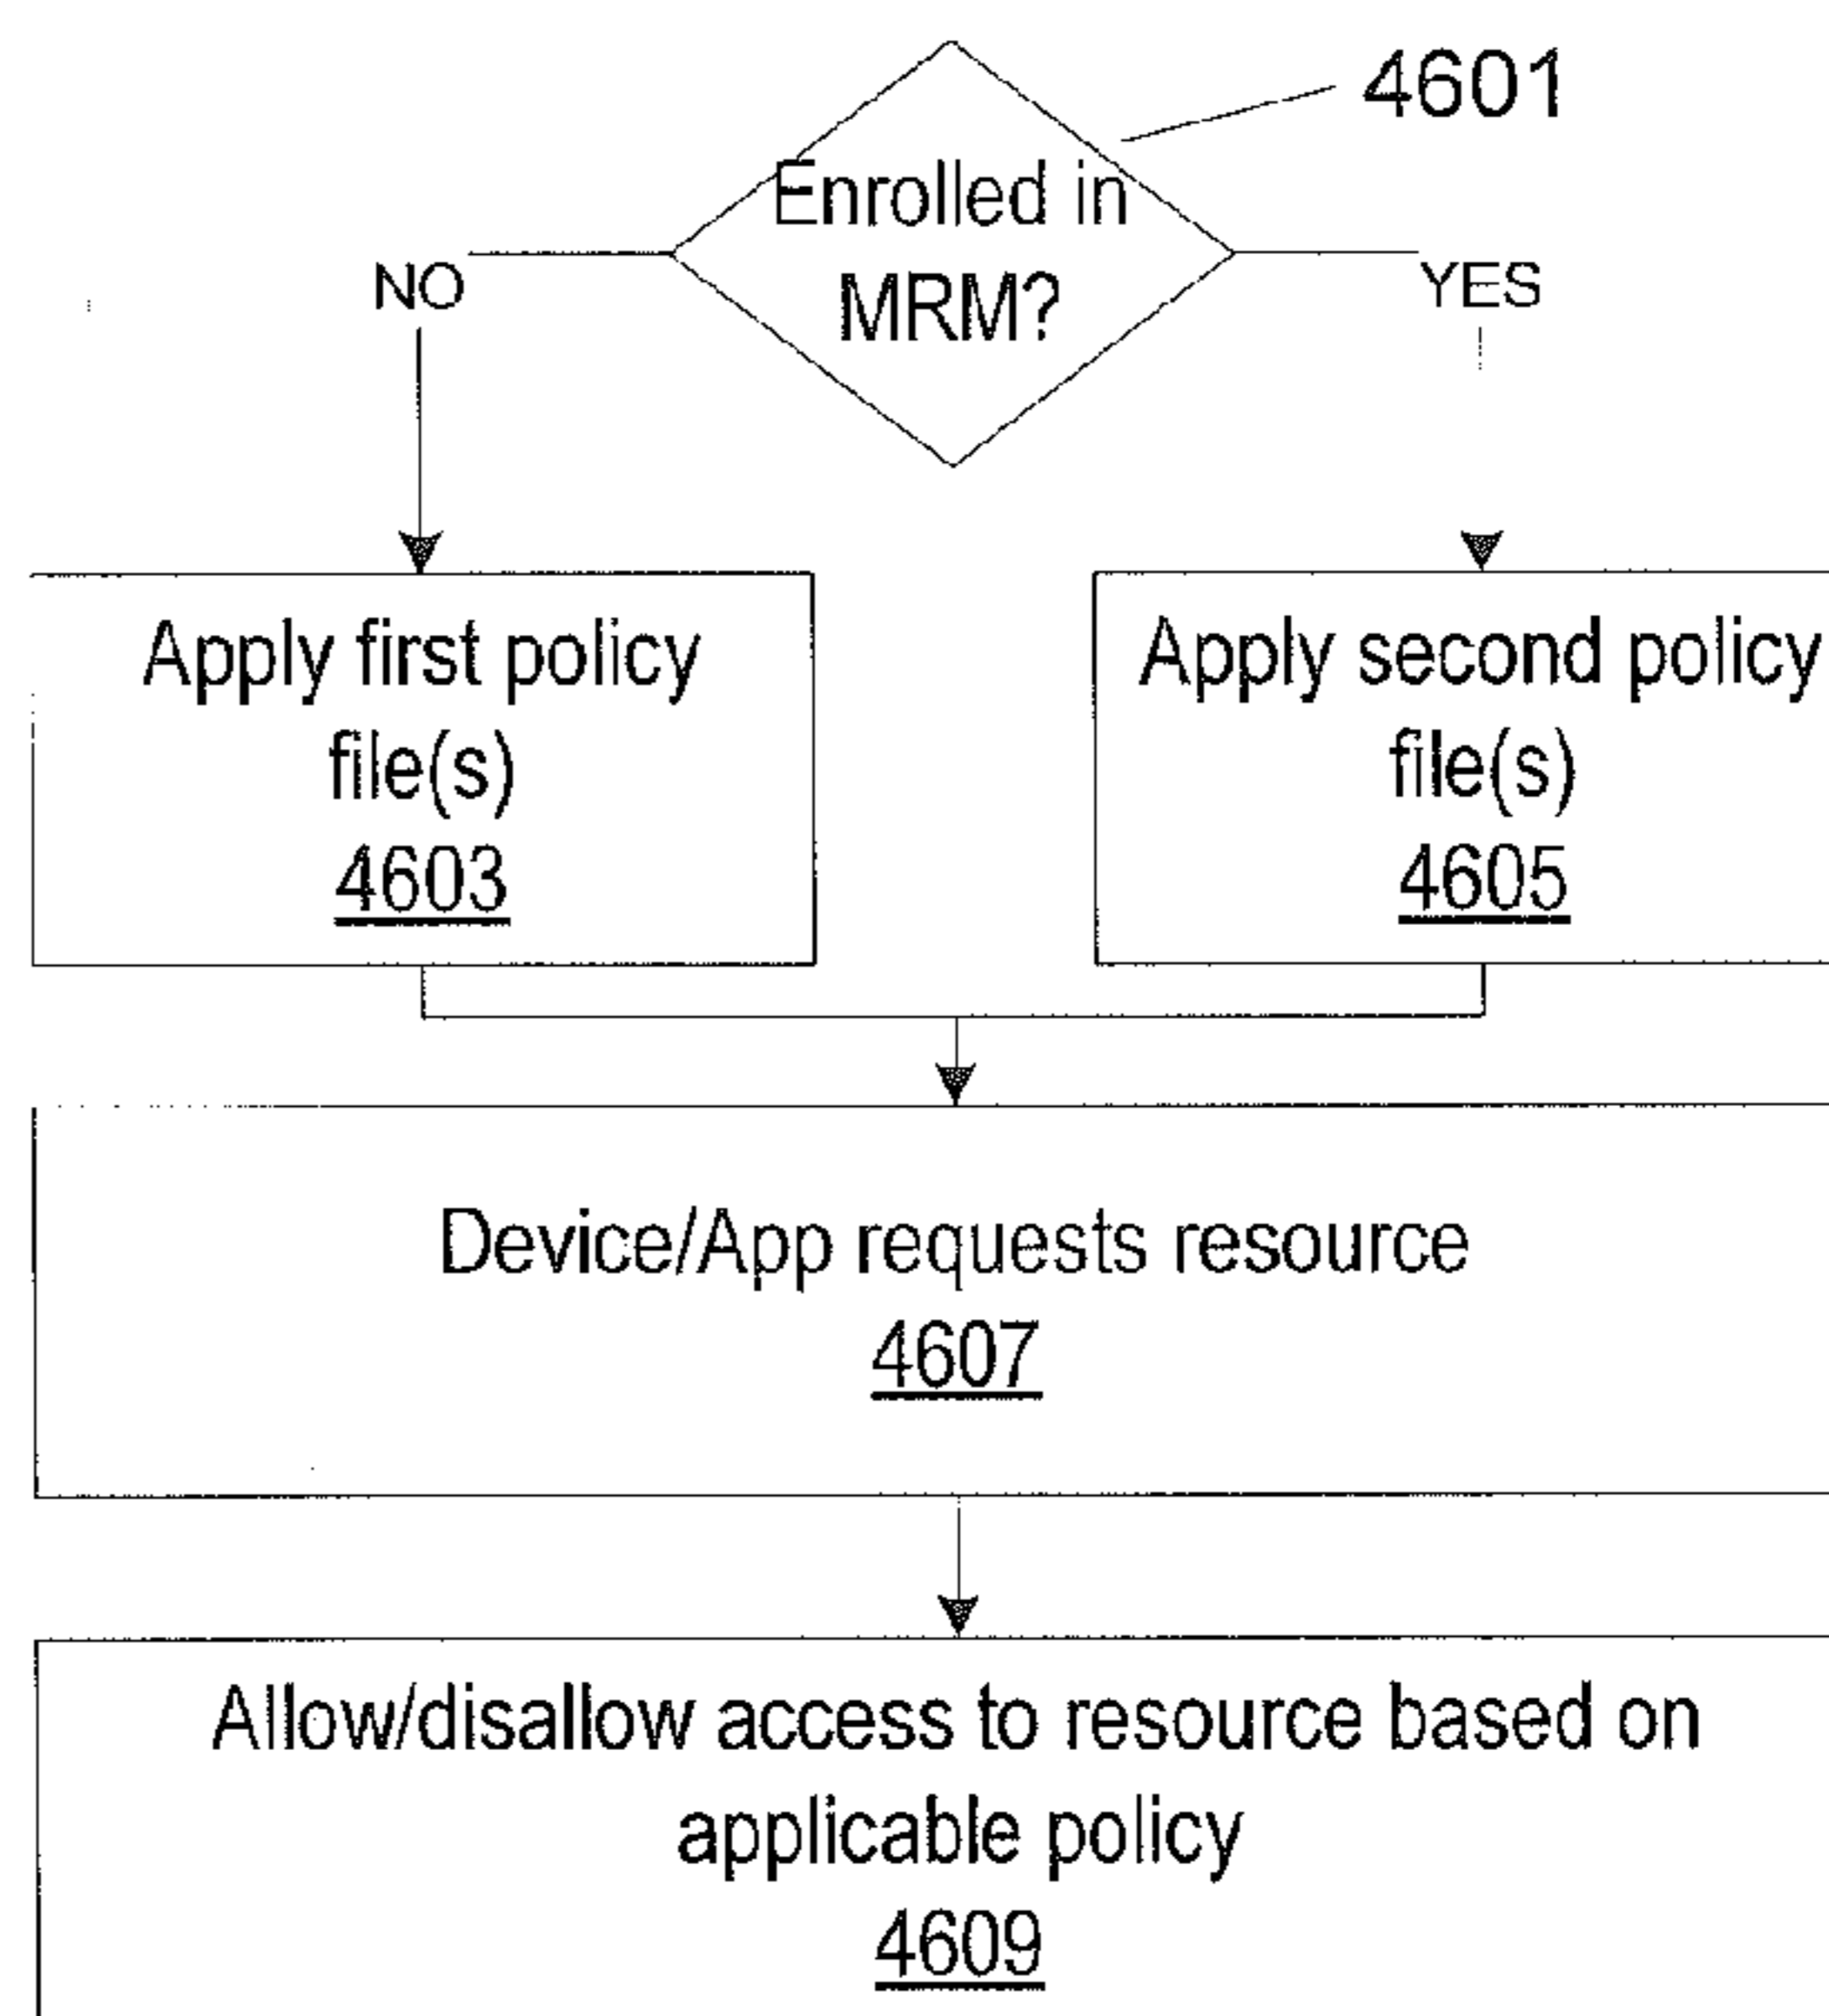 4601
Enrolled in
MRM?
NO
YES
Apply first policy
file(s)
4603
Apply second policy
file(s)
4605
Device/App requests resource
4607
Allow/disallow access to resource based on
applicable policy
4609